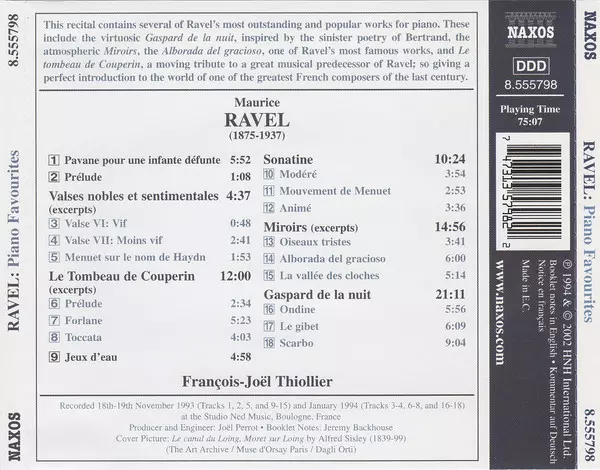 NAXOS
8.555798
RAVEL: Piano Favourites
This recital contains several of Ravel's most outstanding and popular works for piano. These
include the virtuosic Gaspard de la nuit, inspired by the sinister poetry of Bertrand, the
atmospheric Miroirs, the Alborada del gracioso, one of Ravel's most famous works, and Le
tombeau de Couperin, a moving tribute to a great musical predecessor of Ravel; so giving a
perfect introduction to the world of one of the greatest French composers of the last century.
Maurice
RAVEL
(1875-1937)
1 Pavane pour une infante défunte 5:52
2 Prélude 1:08
Valses nobles et sentimentales 4:37
(excerpts)
3 Valse VI: Vif 0:48
4 Valse VII: Moins vif 2:41
5 Menuet sur le nom de Haydn 1:53
Le Tombeau de Couperin 12:00
(excerpts)
6 Prélude 2:34
7 Forlane 5:23
8 Toccata 4:03
9 Jeux d'eau 4:58
Sonatine 10:24
10 Modéré 3:54
11 Mouvement de Menuet 2:53
12 Animé 3:36
Miroirs (excerpts) 14:56
13 Oiseaux tristes 3:41
14 Alborada del gracioso 6:00
15 La vallée des cloches 5:14
Gaspard de la nuit 21:11
16 Ondine 5:56
17 Le gibet 6:09
18 Scarbo 9:04
François-Joël Thiollier
Recorded 18th-19th November 1993 (Tracks 1, 2, 5, and 9-15) and January 1994 (Tracks 3-4, 6-8, and 16-18)
at the Studio Ned Music, Boulogne, France
Producer and Engineer: Joël Perrot • Booklet Notes: Jeremy Backhouse
Cover Picture: Le canal du Loing, Moret sur Loing by Alfred Sisley (1839-99)
(The Art Archive / Muse d'Orsay Paris / Dagli Orti)
NAXOS
DDD
8.555798
Playing Time
75:07
7 47313 57982 2
www.naxos.com
℗ 1994 & © 2002 HNH International Ltd.
Booklet notes in English • Kommentar auf Deutsch
Notice en français
Made in E.C.
NAXOS
RAVEL: Piano Favourites
8.555798